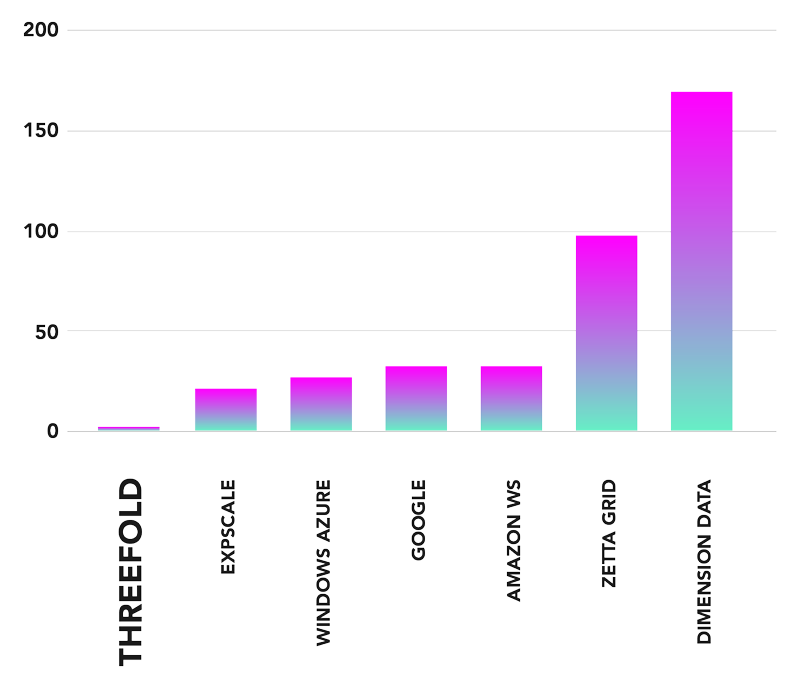 200
150
100
50
0
THREEFOLD
EXPSCALE
WINDOWS AZURE
GOOGLE
AMAZON WS
ZETTA GRID
DIMENSION DATA